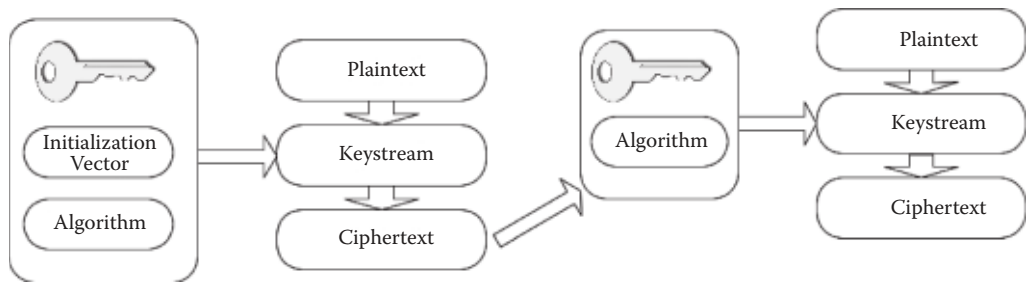 Initialization
Vector
Algorithm
Plaintext
Keystream
Ciphertext
Algorithm
Plaintext
Keystream
Ciphertext